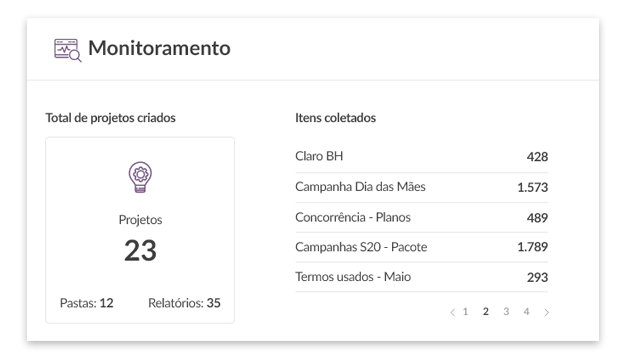 Monitoramento
Total de projetos criados
Projetos
23
Pastas: 12 Relatórios: 35
Itens coletados
Claro BH 428
Campanha Dia das Mães 1.573
Concorrência - Planos 489
Campanhas S20 - Pacote 1.789
Termos usados - Maio 293
< 1 2 3 4 >